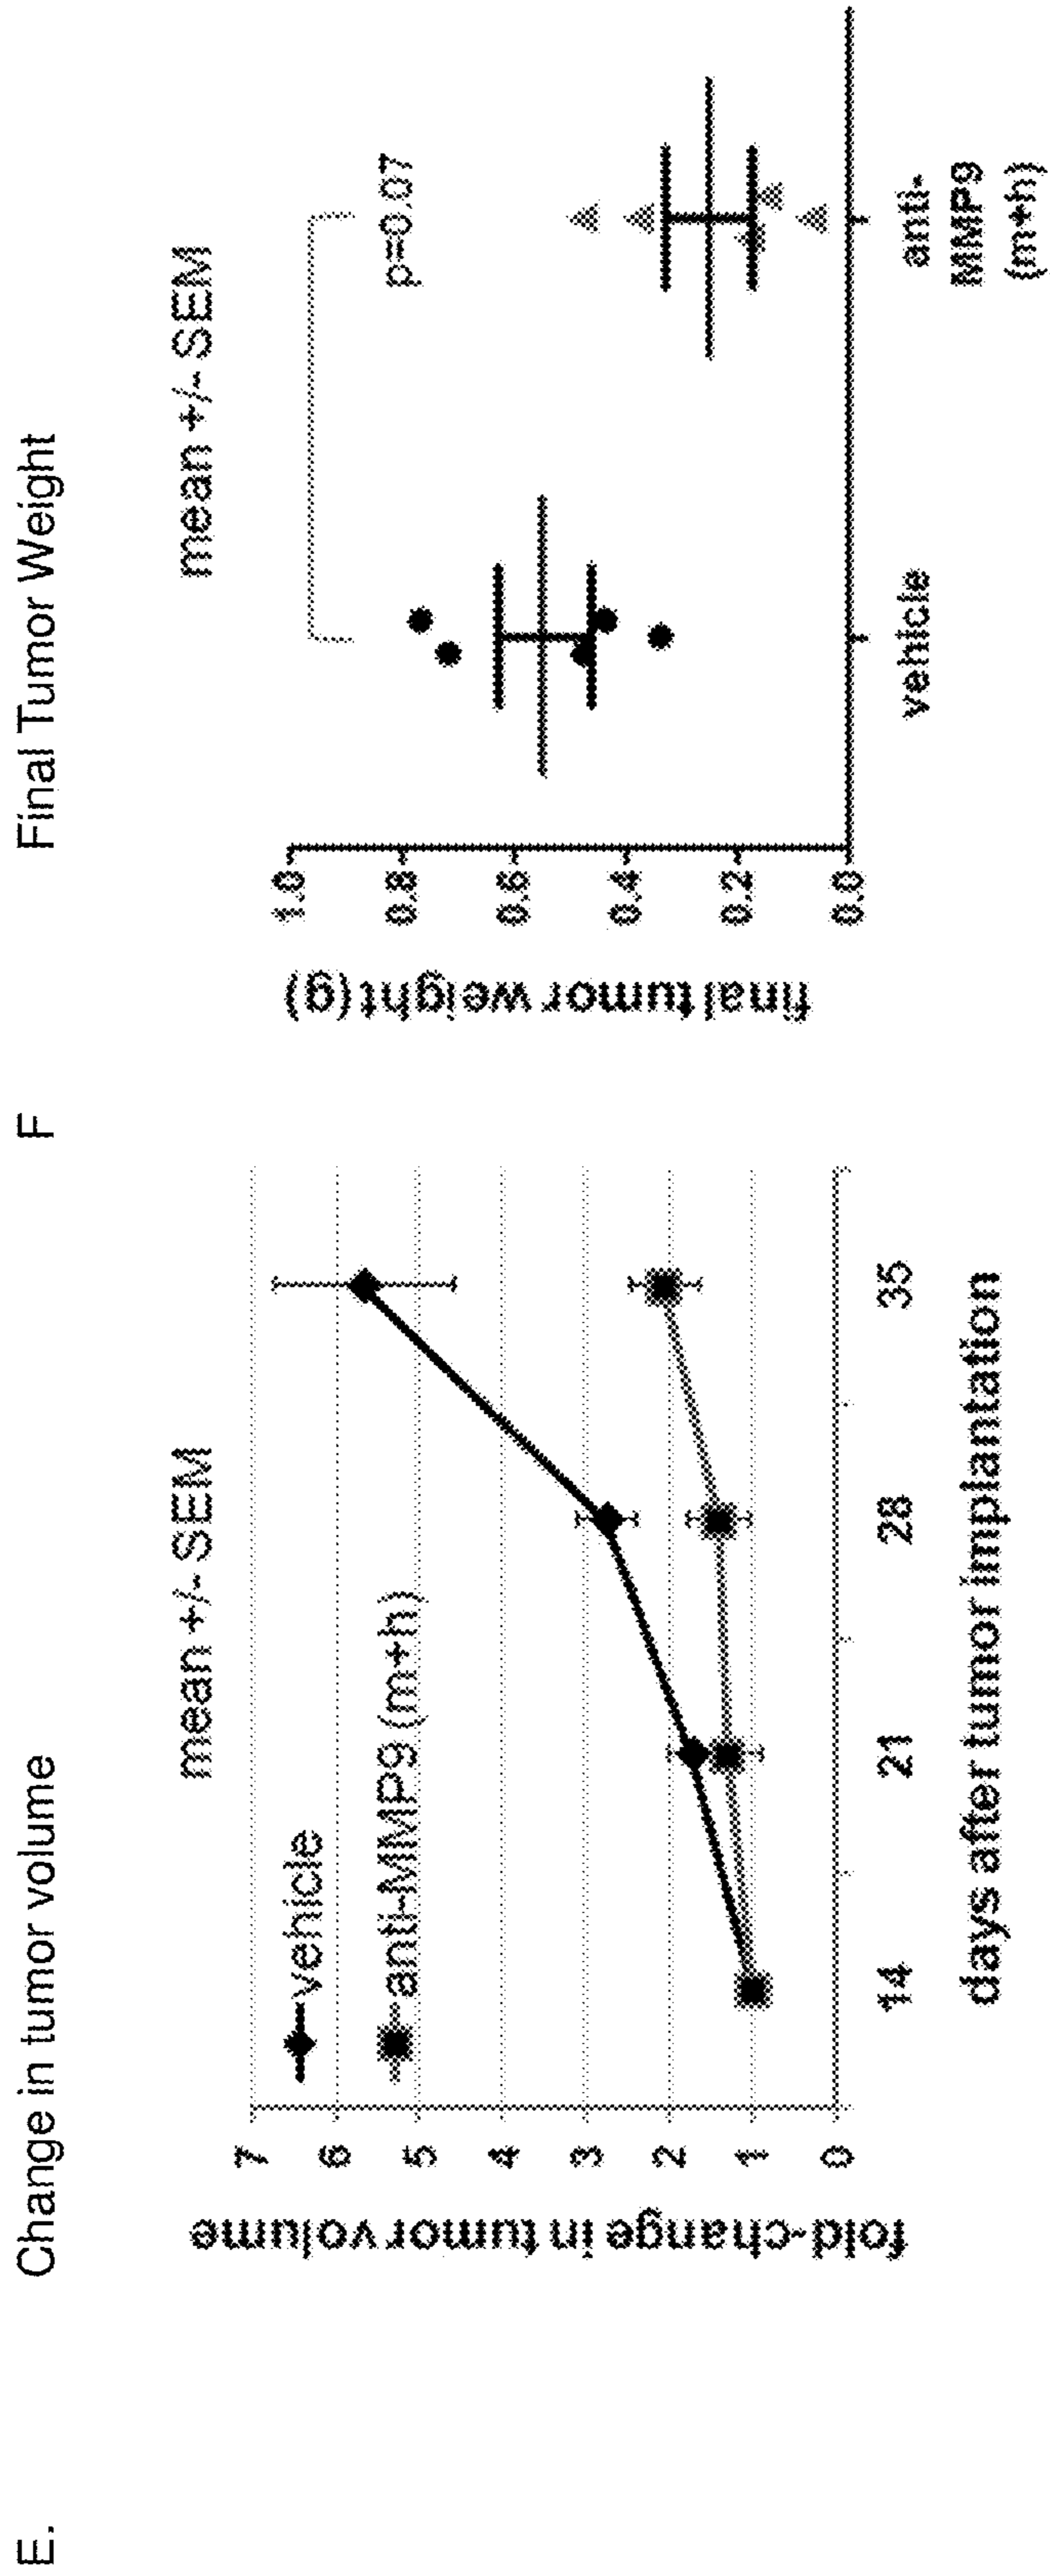 E.
Change in tumor volume
mean +/- SEM
vehicle
anti-MMP9 (m+h)
fold-change in tumor volume
7
6
5
4
3
2
1
0
14
21
28
35
days after tumor implantation
F
Final Tumor Weight
mean +/- SEM
p=0.07
final tumor weight (g)
1.0
0.8
0.6
0.4
0.2
0.0
vehicle
anti-
MMP9
(m+h)